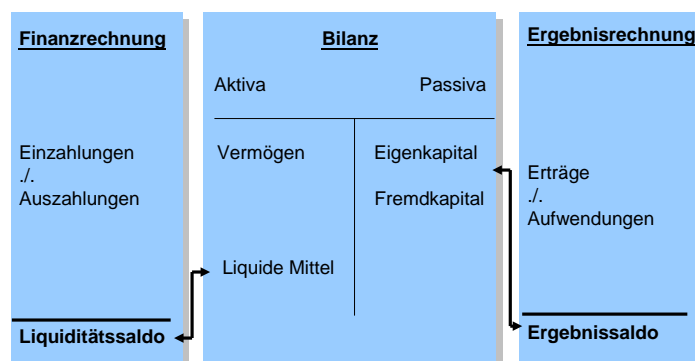 Finanzrechnung
Einzahlungen
./.
Auszahlungen
Liquiditätssaldo
Bilanz
Aktiva Passiva
Vermögen Eigenkapital
Fremdkapital
Liquide Mittel
Ergebnisrechnung
Erträge
./.
Aufwendungen
Ergebnissaldo